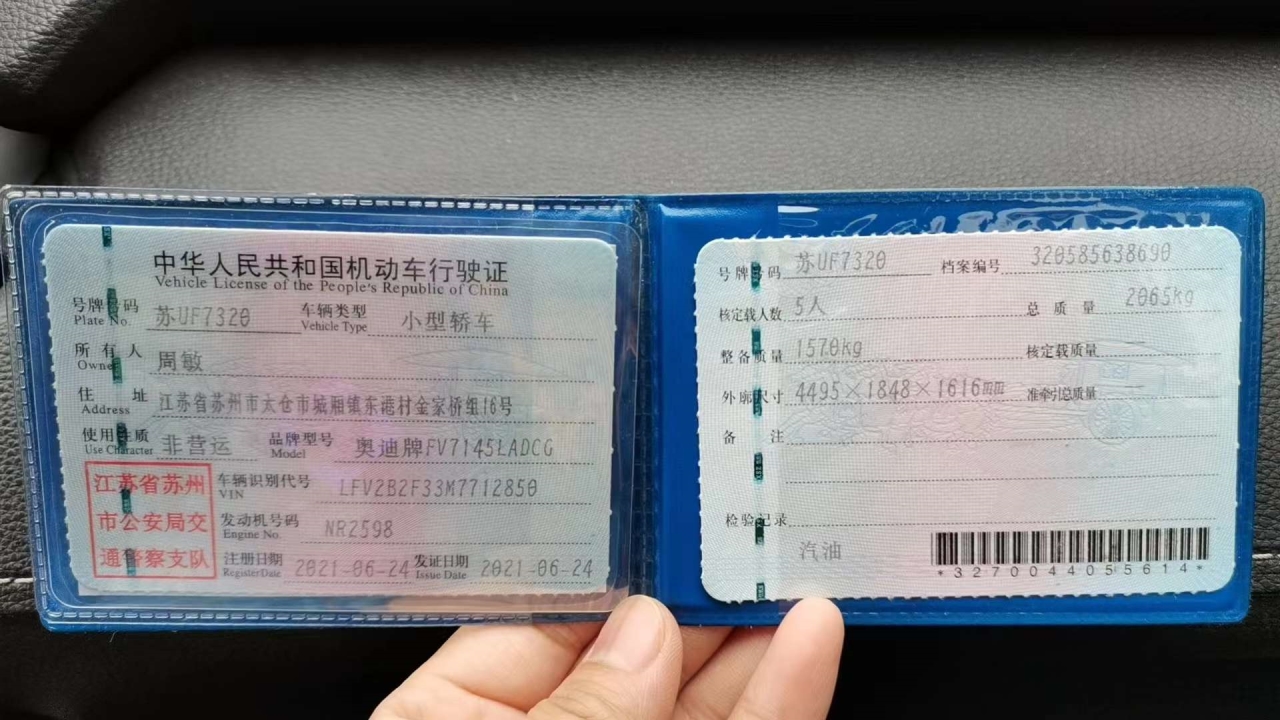 中华人民共和国机动车行驶证
Vehicle License of the People's Republic of China
号牌号码 苏UF7320 车辆类型 小型轿车
Plate No. Vehicle Type
所有人 周敏
Owner
住址 江苏省苏州市太仓市城厢镇东港村金家桥组16号
Address
使用性质 非营运 品牌型号 奥迪牌FV7145LADCG
Use Character Model
江苏省苏州
市公安局交
通警察支队
车辆识别代号 LFV2B2F33M7712850
VIN
发动机号码 NR2598
Engine No.
注册日期 2021-06-24 发证日期 2021-06-24
Register Date Issue Date
号牌号码 苏UF7320 档案编号 320585638690
核定载人数 5人 总质量 2065kg
整备质量 1570kg 核定载质量 —
外廓尺寸 4495×1848×1616mm 准牵引总质量 —
备注
检验记录
汽油
*3270044055614*